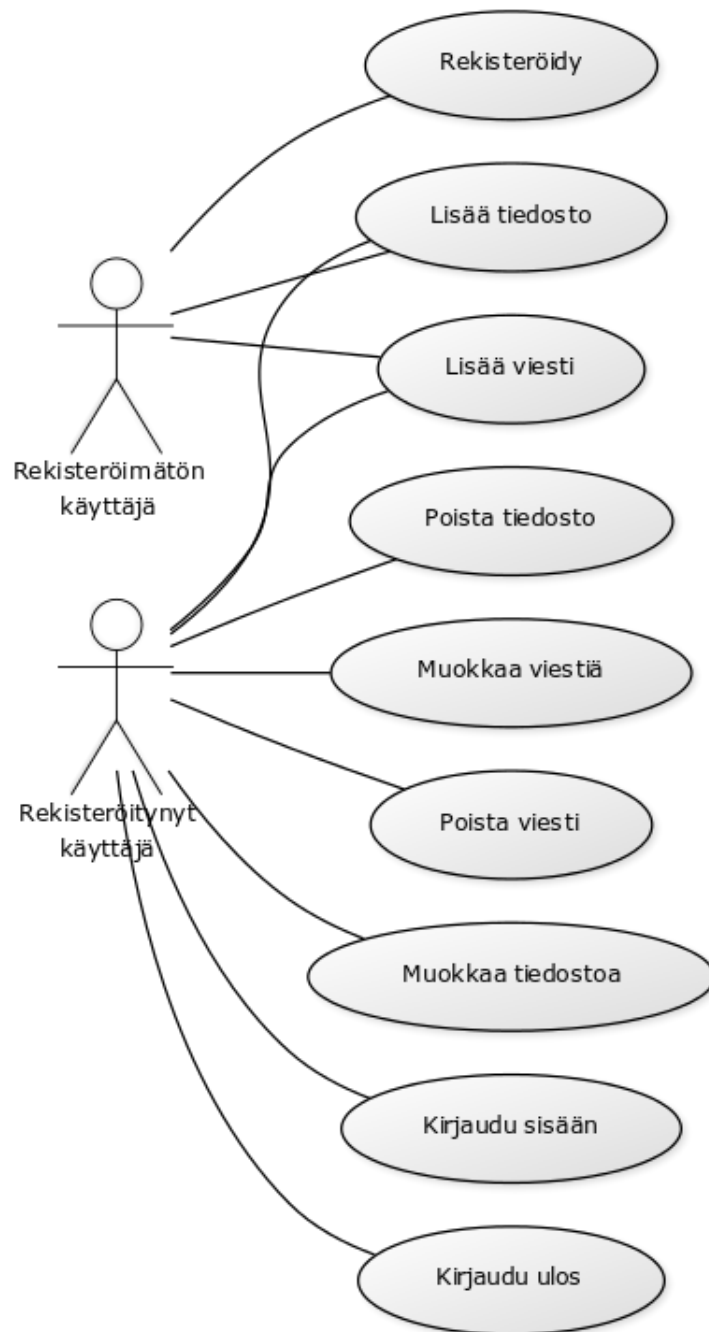 Rekisteröidy
Lisää tiedosto
Lisää viesti
Rekisteröimätön
käyttäjä
Poista tiedosto
Muokkaa viestiä
Rekisteröitynyt
käyttäjä
Poista viesti
Muokkaa tiedostoa
Kirjaudu sisään
Kirjaudu ulos